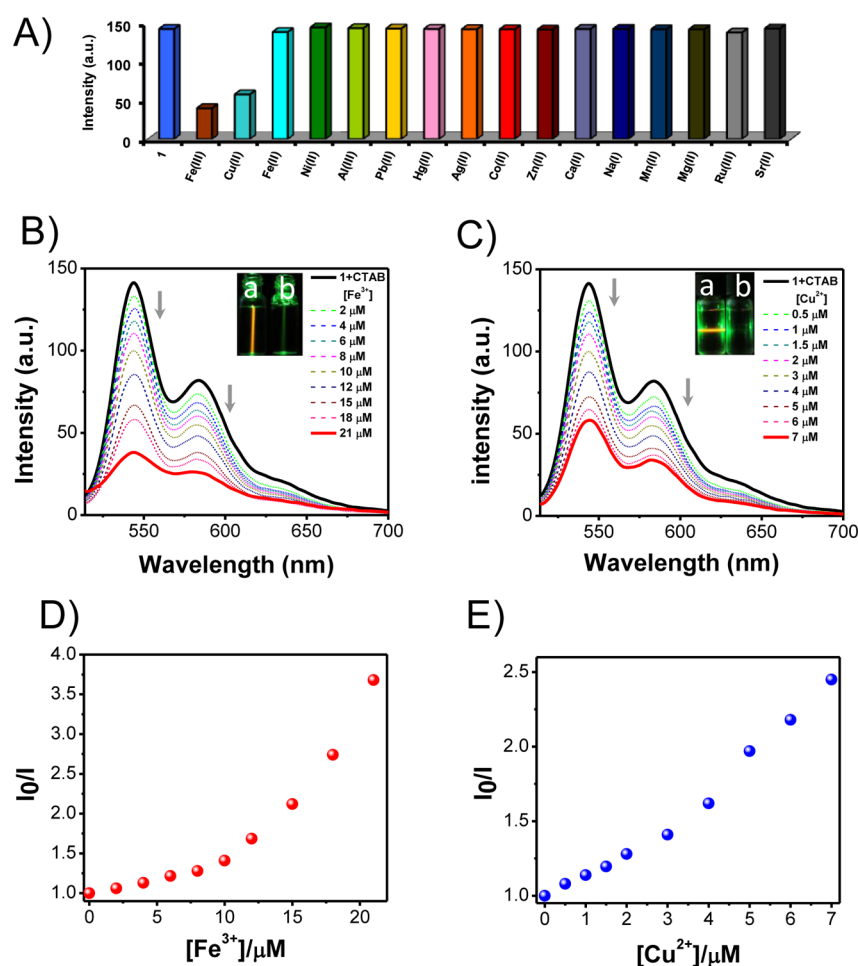 A)
Intensity (a.u.)
150
100
50
0
1 Fe(III) Cu(II) Fe(II) Ni(II) Al(III) Pb(II) Hg(II) Ag(II) Co(II) Zn(II) Ca(II) Na(I) Mn(II) Mg(II) Ru(III) Sr(II)
B)
Intensity (a.u.)
150
100
50
0
550 600 650 700
Wavelength (nm)
a b
1+CTAB
[Fe³⁺]
2 μM
4 μM
6 μM
8 μM
10 μM
12 μM
15 μM
18 μM
21 μM
C)
intensity (a.u.)
150
100
50
0
550 600 650 700
Wavelength (nm)
a b
1+CTAB
[Cu²⁺]
0.5 μM
1 μM
1.5 μM
2 μM
3 μM
4 μM
5 μM
6 μM
7 μM
D)
I₀/I
4.0
3.5
3.0
2.5
2.0
1.5
1.0
0 5 10 15 20
[Fe³⁺]/μM
E)
I₀/I
2.5
2.0
1.5
1.0
0 1 2 3 4 5 6 7
[Cu²⁺]/μM